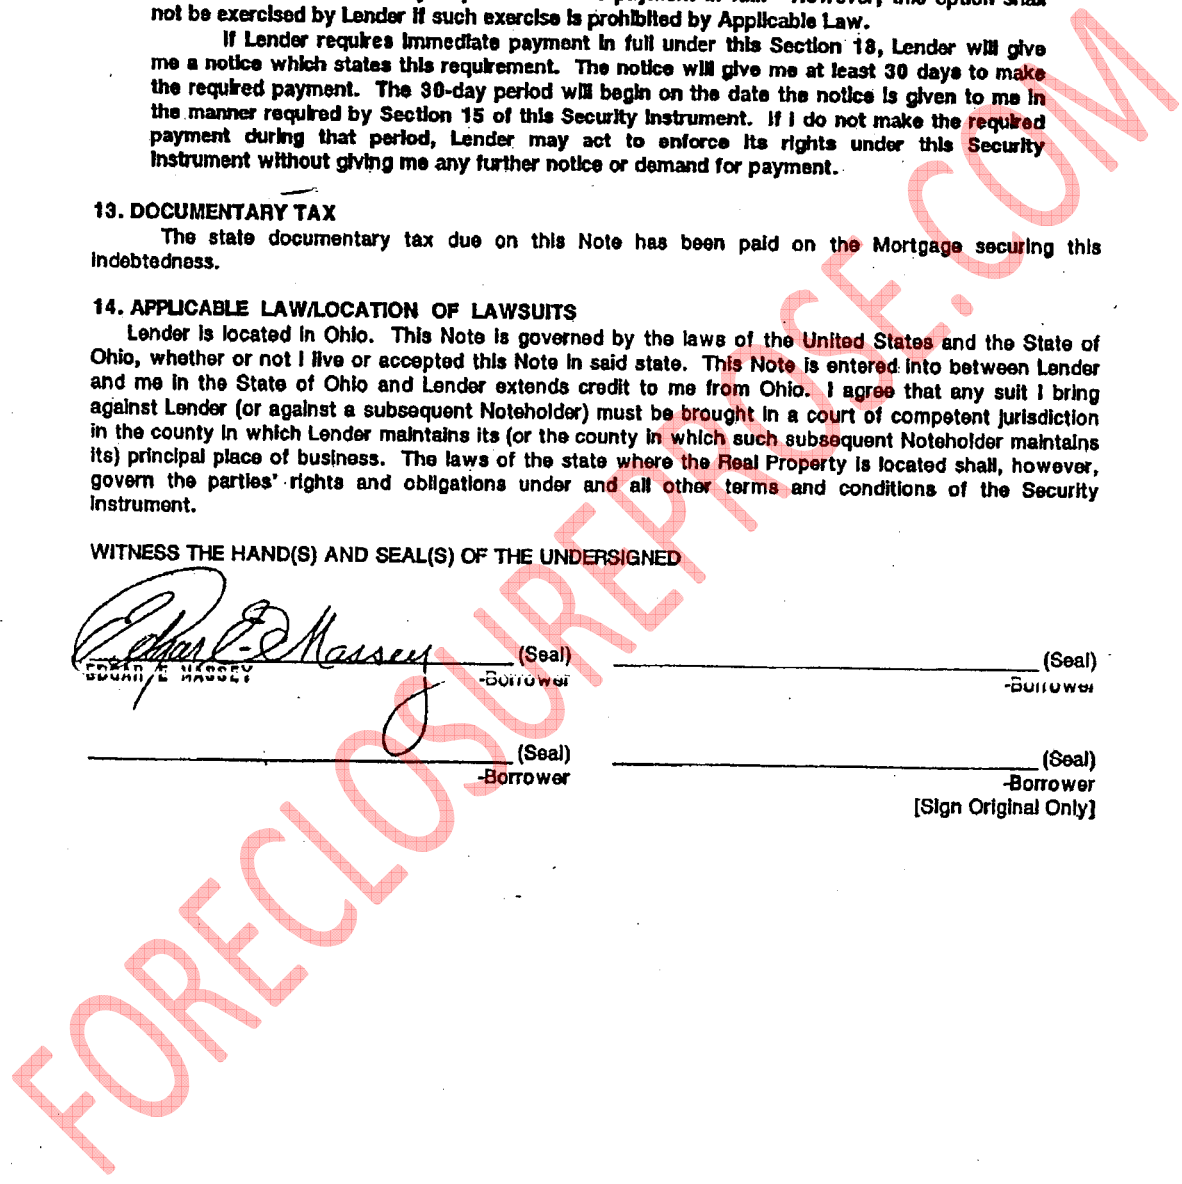 not be exercised by Lender if such exercise is prohibited by Applicable Law.
If Lender requires immediate payment in full under this Section 18, Lender will give
me a notice which states this requirement. The notice will give me at least 30 days to make
the required payment. The 30-day period will begin on the date the notice is given to me in
the manner required by Section 15 of this Security Instrument. If I do not make the required
payment during that period, Lender may act to enforce its rights under this Security
Instrument without giving me any further notice or demand for payment.
13. DOCUMENTARY TAX
The state documentary tax due on this Note has been paid on the Mortgage securing this
indebtedness.
14. APPLICABLE LAW/LOCATION OF LAWSUITS
Lender is located in Ohio. This Note is governed by the laws of the United States and the State of
Ohio, whether or not I live or accepted this Note in said state. This Note is entered into between Lender
and me in the State of Ohio and Lender extends credit to me from Ohio. I agree that any suit I bring
against Lender (or against a subsequent Noteholder) must be brought in a court of competent jurisdiction
in the county in which Lender maintains its (or the county in which such subsequent Noteholder maintains
its) principal place of business. The laws of the state where the Real Property is located shall, however,
govern the parties' rights and obligations under and all other terms and conditions of the Security
Instrument.
WITNESS THE HAND(S) AND SEAL(S) OF THE UNDERSIGNED
Massey (Seal) (Seal)
-Borrower -Borrower
(Seal) (Seal)
-Borrower -Borrower
[Sign Original Only]
FORECLOSUREPROSE.COM